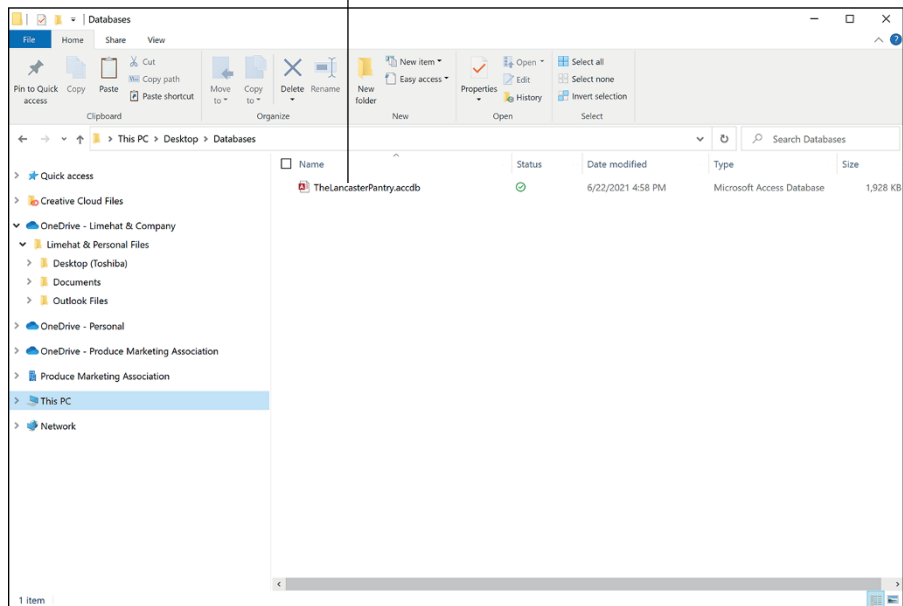 Databases
File Home Share View
Pin to Quick access Copy Paste Cut Copy path Paste shortcut Move to Copy to Delete Rename New folder New item Easy access Properties Open Edit History Select all Select none Invert selection
Clipboard Organize New Open Select
This PC > Desktop > Databases Search Databases
Name Status Date modified Type Size
TheLancasterPantry.accdb 6/22/2021 4:58 PM Microsoft Access Database 1,928 KB
Quick access
Creative Cloud Files
OneDrive - Limehat & Company
Limehat & Personal Files
Desktop (Toshiba)
Documents
Outlook Files
OneDrive - Personal
OneDrive - Produce Marketing Association
Produce Marketing Association
This PC
Network
1 item